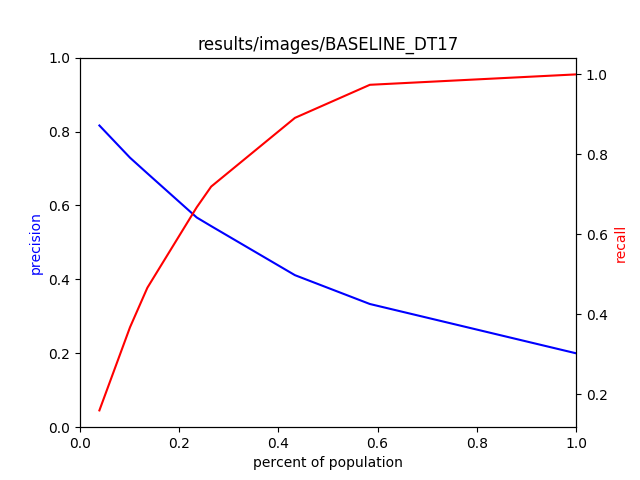 results/images/BASELINE_DT17
1.0
0.8
0.6
0.4
0.2
0.0
precision
1.0
0.8
0.6
0.4
0.2
recall
0.0 0.2 0.4 0.6 0.8 1.0
percent of population